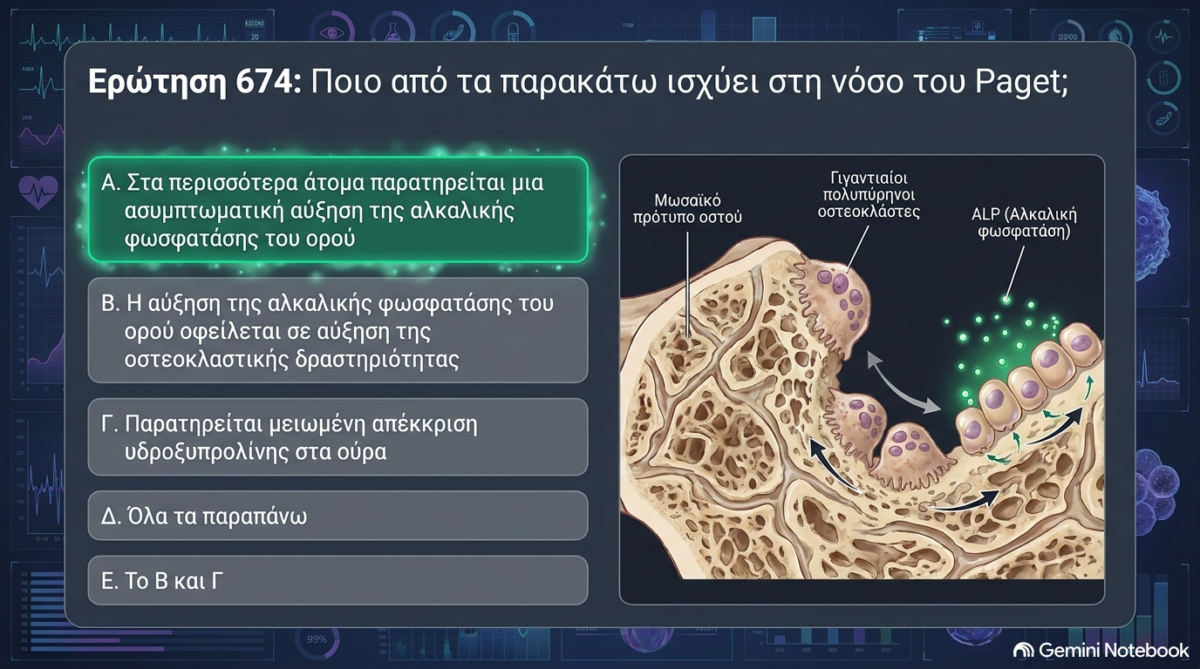 Ερώτηση 674: Ποιο από τα παρακάτω ισχύει στη νόσο του Paget;
Α. Στα περισσότερα άτομα παρατηρείται μια
ασυμπτωματική αύξηση της αλκαλικής
φωσφατάσης του ορού
Β. Η αύξηση της αλκαλικής φωσφατάσης του
ορού οφείλεται σε αύξηση της
οστεοκλαστικής δραστηριότητας
Γ. Παρατηρείται μειωμένη απέκκριση
υδροξυπρολίνης στα ούρα
Δ. Όλα τα παραπάνω
Ε. Το Β και Γ
Μωσαϊκό
πρότυπο οστού
Γιγαντιαίοι
πολυπύρηνοι
οστεοκλάστες
ALP (Αλκαλική
φωσφατάση)
99%
Gemini Notebook